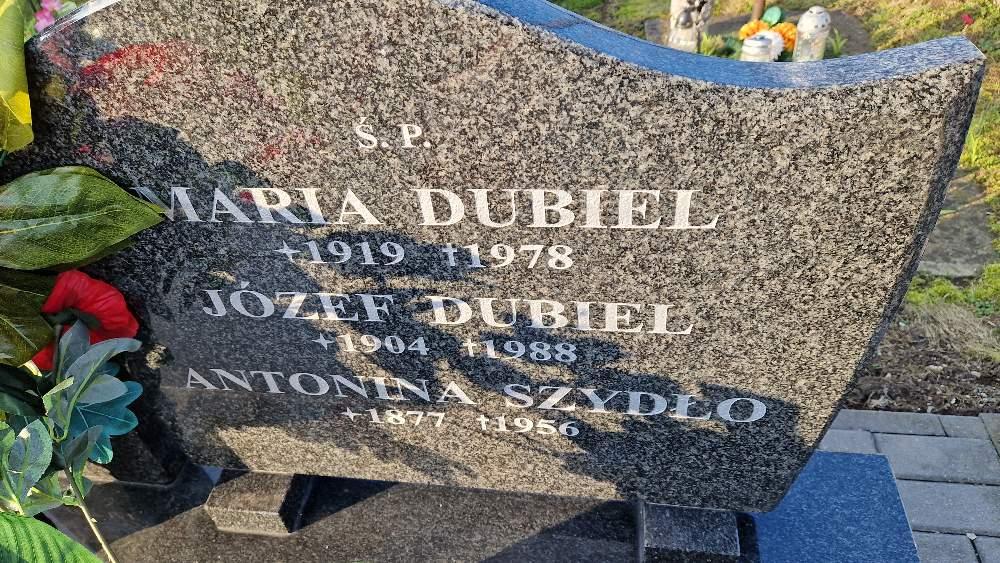 Ś.P.
MARIA DUBIEL
★1919 †1978
JÓZEF DUBIEL
★1904 †1988
ANTONINA SZYDŁO
★1877 †1956